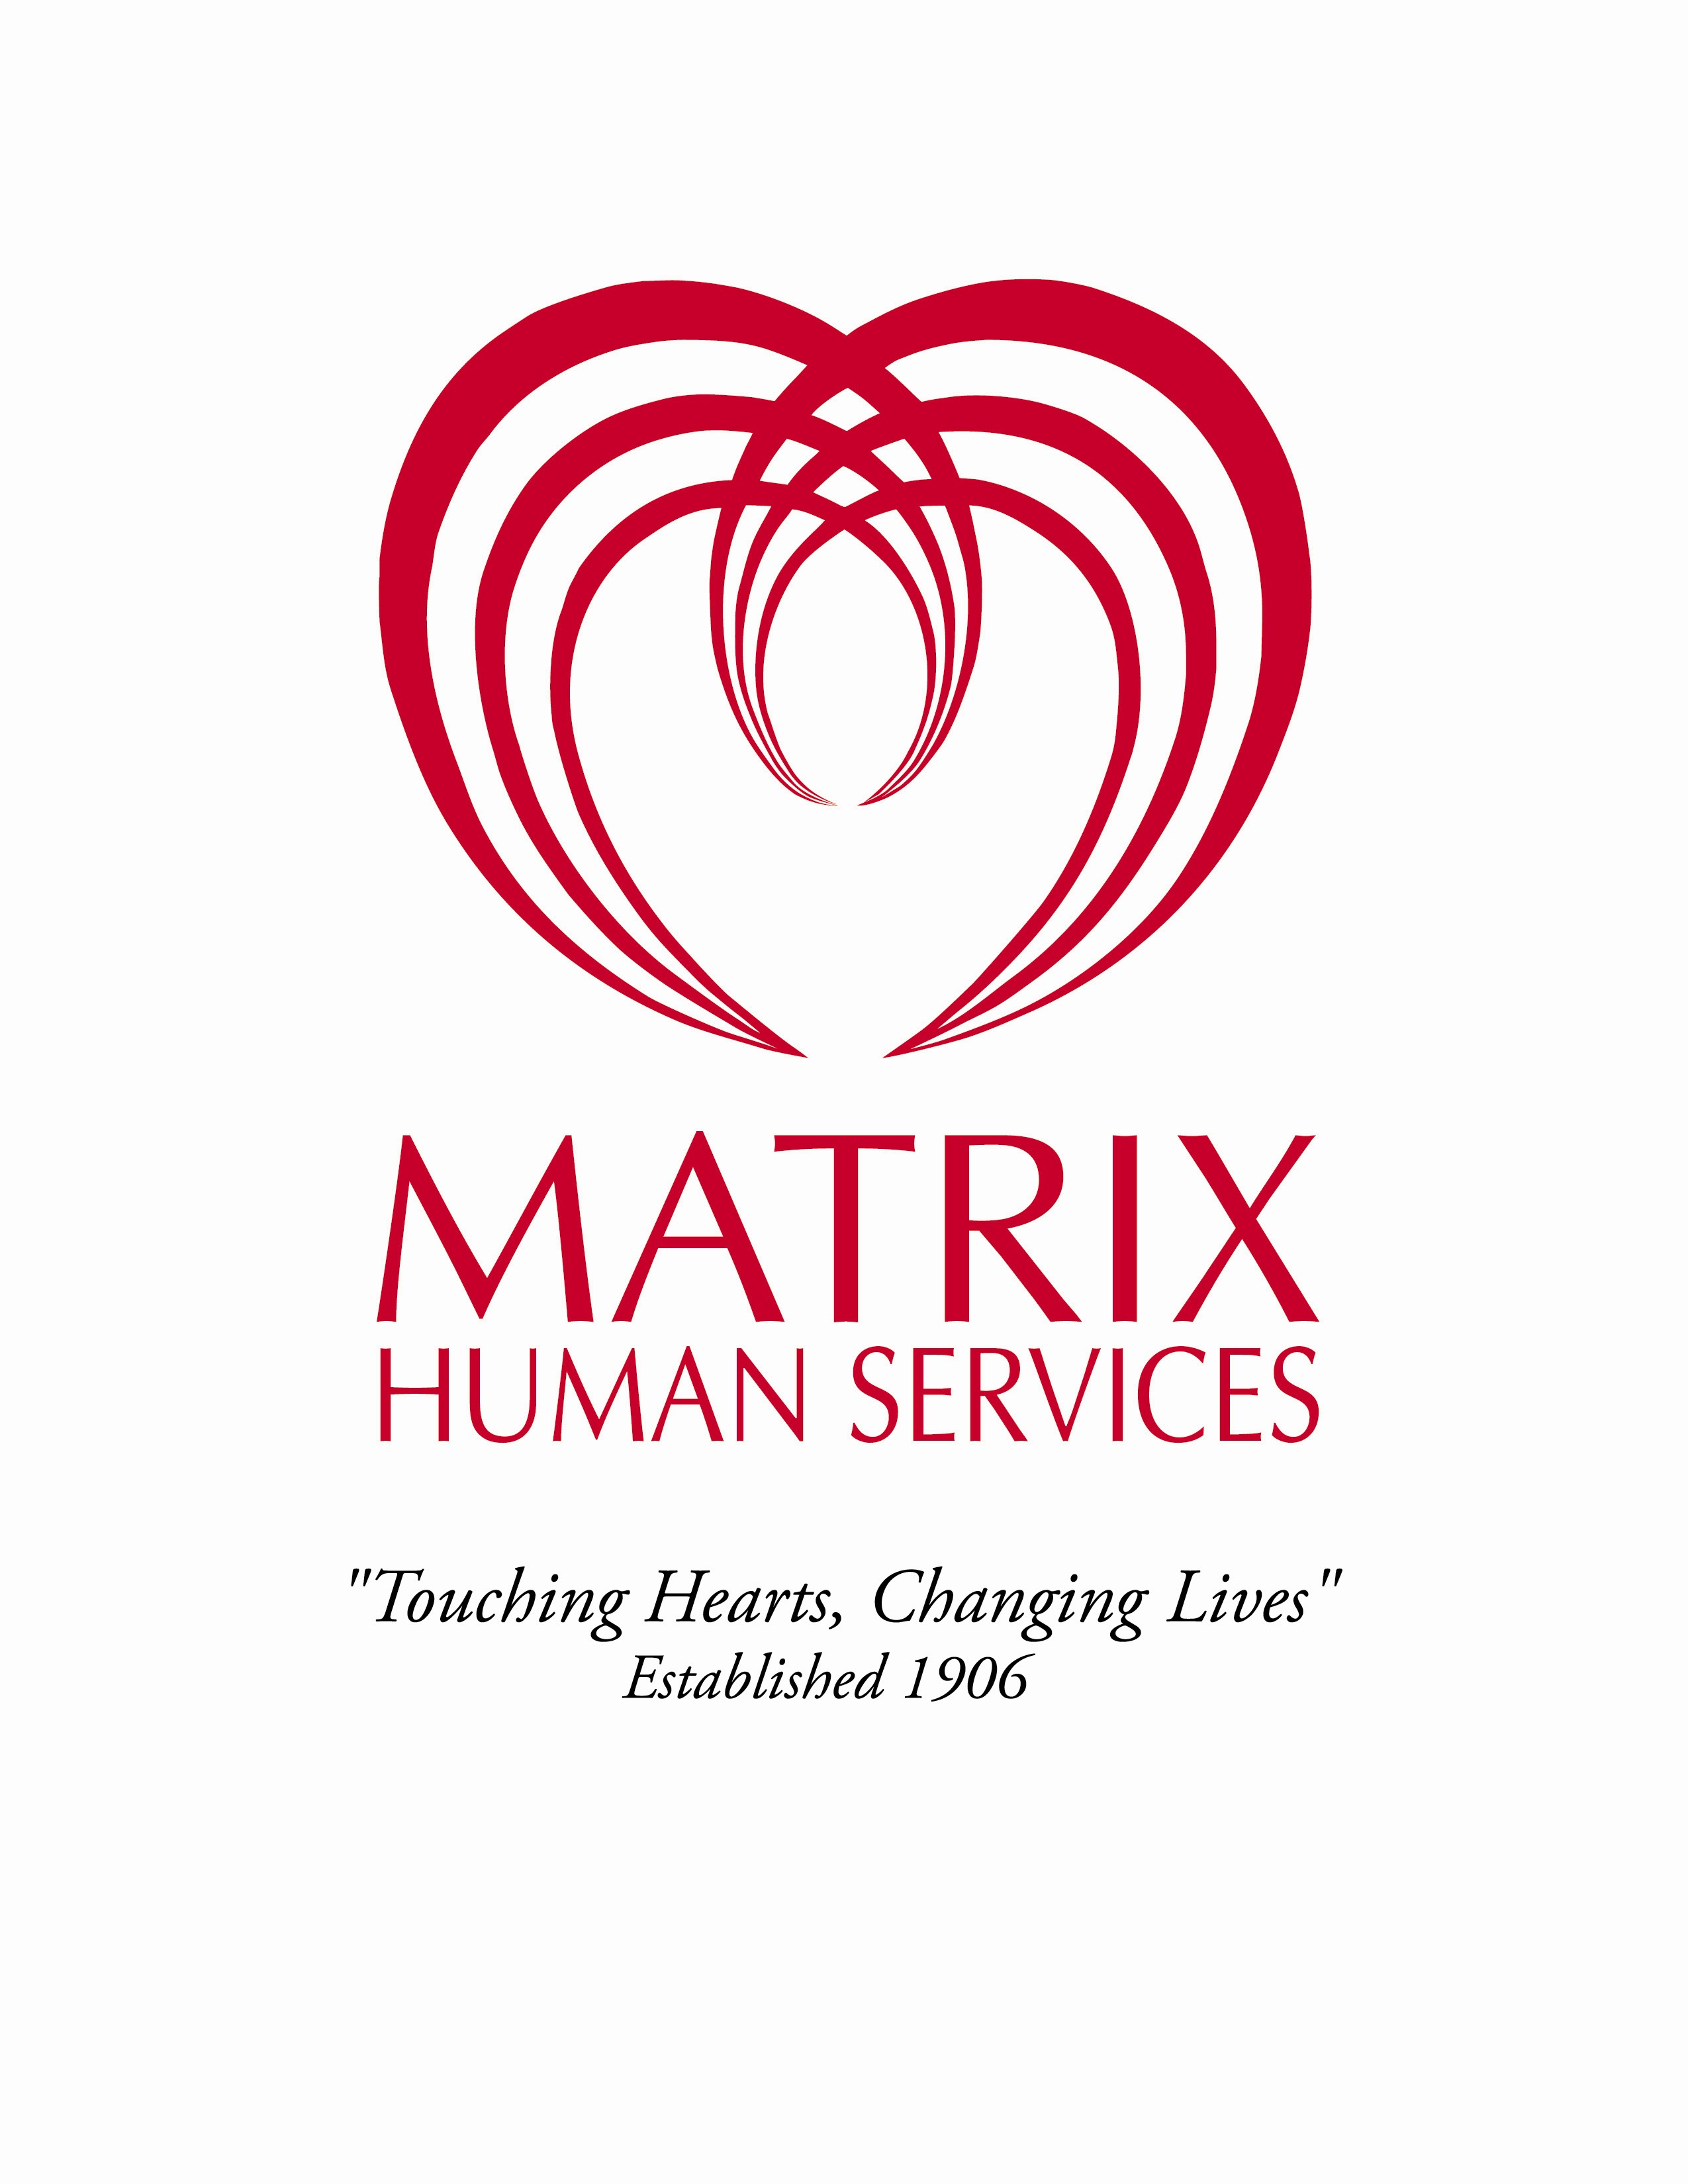 MATRIX
HUMAN SERVICES
"Touching Hearts, Changing Lives"
Established 1906